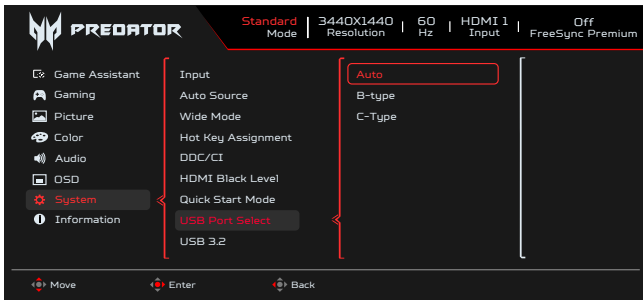 PREDATOR
Standard Mode
3440X1440 Resolution
60 Hz
HDMI 1 Input
Off FreeSync Premium
Game Assistant
Gaming
Picture
Color
Audio
OSD
System
Information
Input
Auto Source
Wide Mode
Hot Key Assignment
DDC/CI
HDMI Black Level
Quick Start Mode
USB Port Select
USB 3.2
Auto
B-type
C-Type
Move
Enter
Back